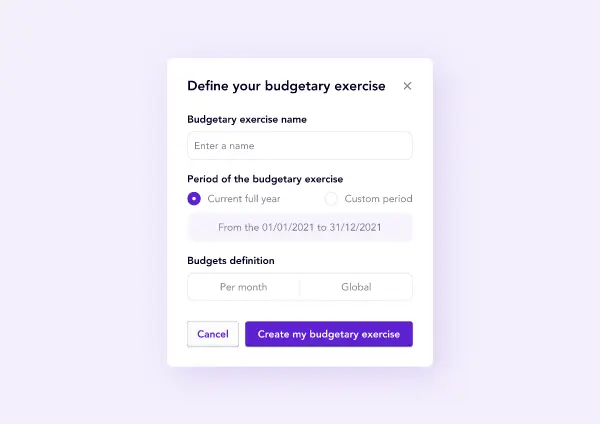 Define your budgetary exercise
Budgetary exercise name
Enter a name
Period of the budgetary exercise
Current full year Custom period
From the 01/01/2021 to 31/12/2021
Budgets definition
Per month Global
Cancel Create my budgetary exercise